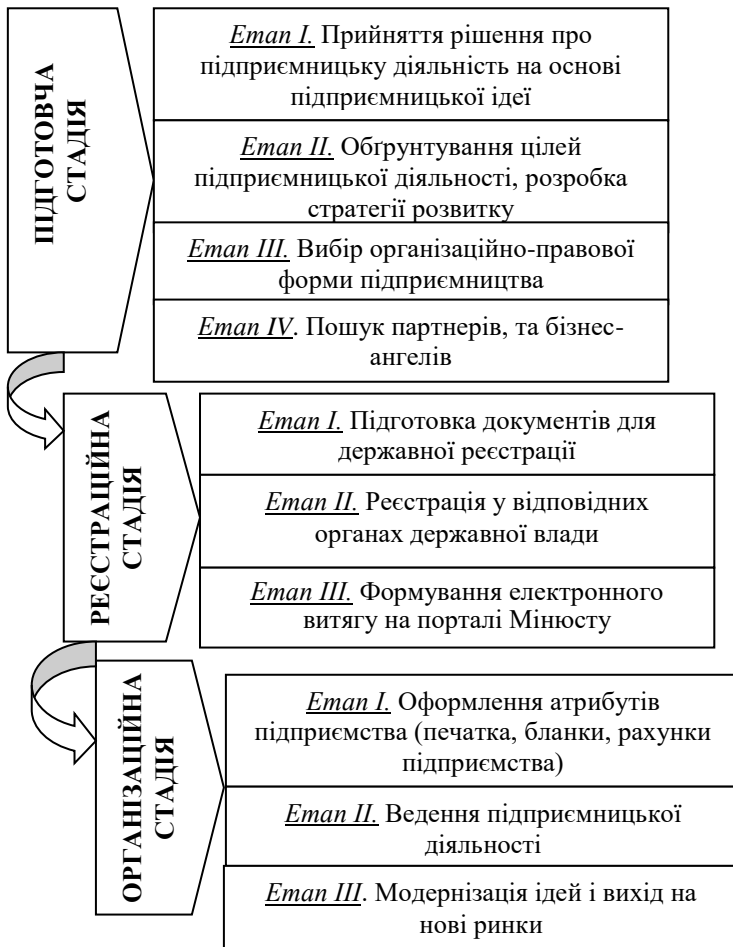 ПІДГОТОВЧА
СТАДІЯ
Етап І. Прийняття рішення про
підприємницьку діяльність на основі
підприємницької ідеї
Етап ІІ. Обґрунтування цілей
підприємницької діяльності, розробка
стратегії розвитку
Етап ІІІ. Вибір організаційно-правової
форми підприємництва
Етап IV. Пошук партнерів, та бізнес-
ангелів
РЕЄСТРАЦІЙНА
СТАДІЯ
Етап І. Підготовка документів для
державної реєстрації
Етап ІІ. Реєстрація у відповідних
органах державної влади
Етап ІІІ. Формування електронного
витягу на порталі Мінюсту
ОРГАНІЗАЦІЙНА
СТАДІЯ
Етап І. Оформлення атрибутів
підприємства (печатка, бланки, рахунки
підприємства)
Етап ІІ. Ведення підприємницької
діяльності
Етап ІІІ. Модернізація ідей і вихід на
нові ринки